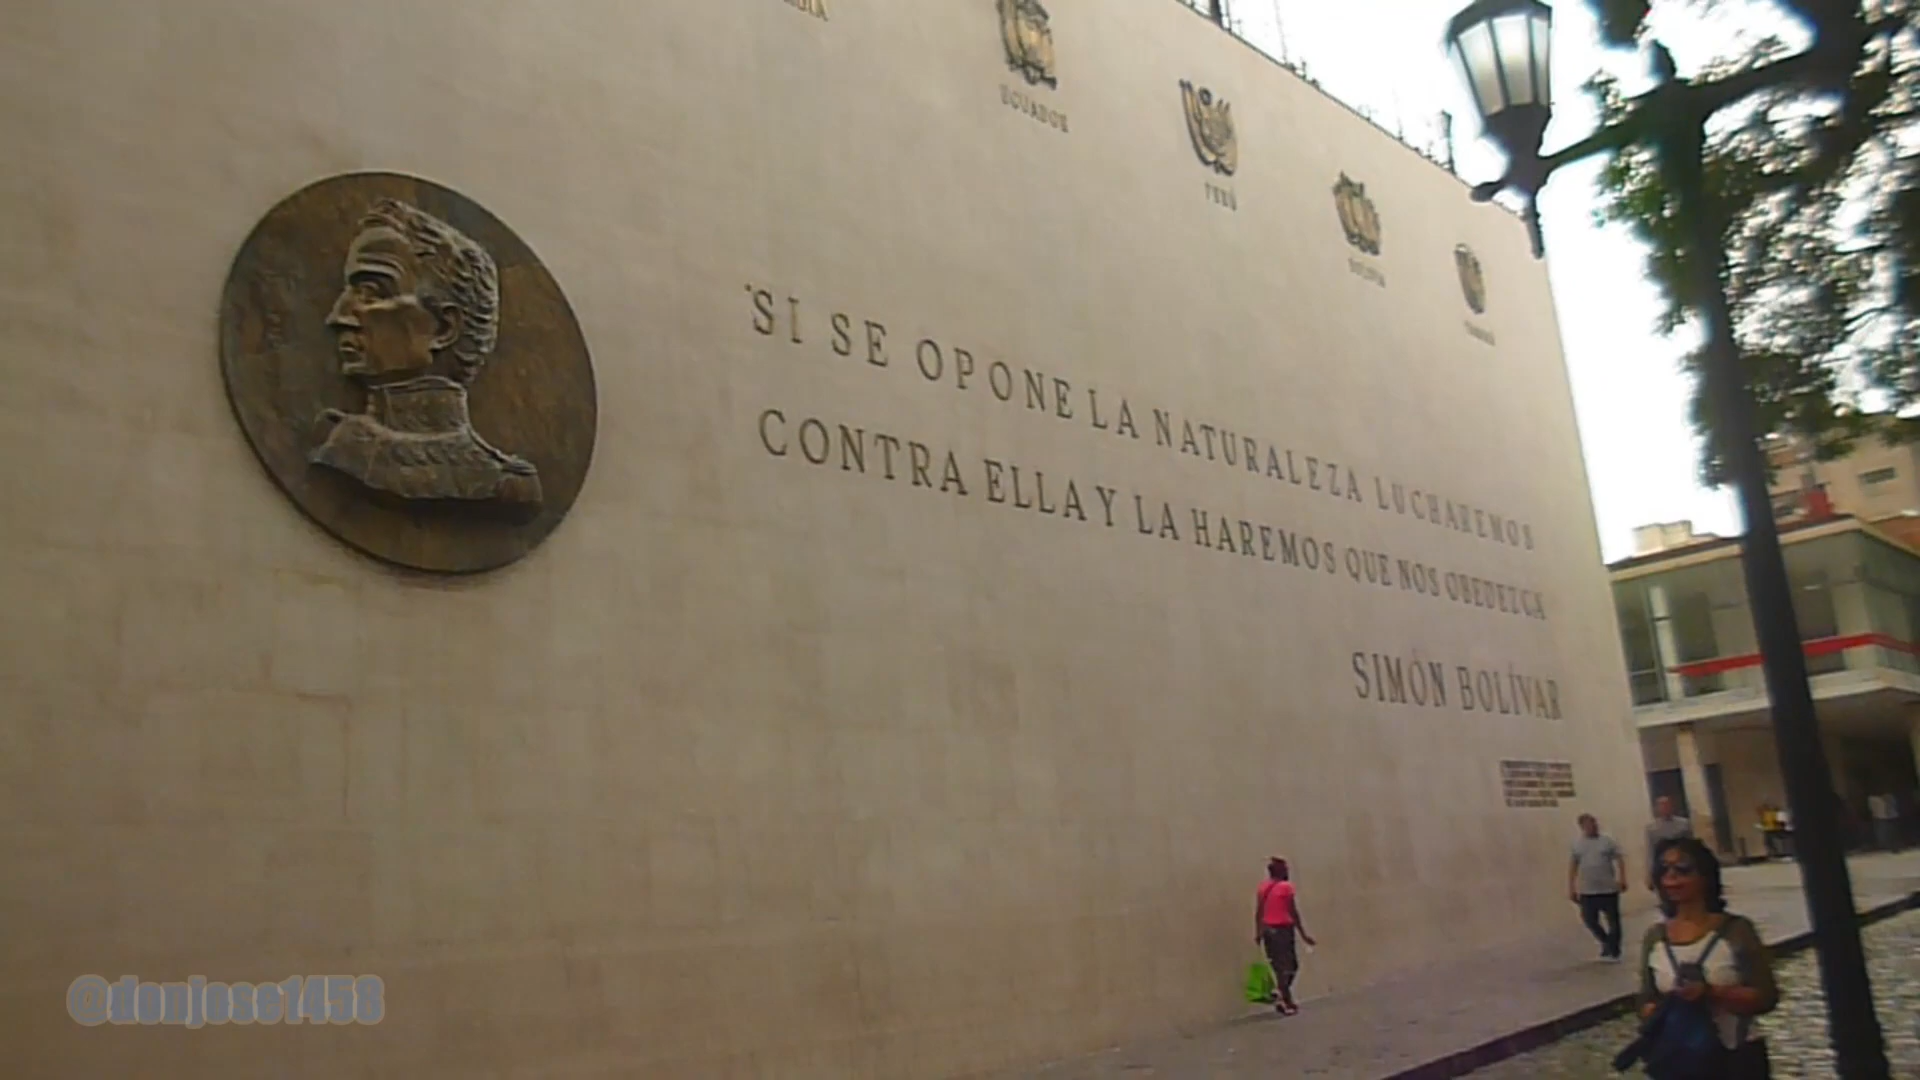 ECUADOR
PERÚ
BOLIVIA
"SI SE OPONE LA NATURALEZA LUCHAREMOS
CONTRA ELLA Y LA HAREMOS QUE NOS OBEDEZCA
SIMÓN BOLÍVAR
@donjose1458